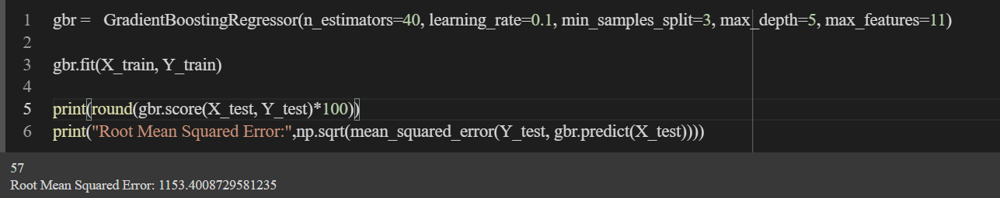 1 gbr = GradientBoostingRegressor(n_estimators=40, learning_rate=0.1, min_samples_split=3, max_depth=5, max_features=11)
2
3 gbr.fit(X_train, Y_train)
4
5 print(round(gbr.score(X_test, Y_test)*100))
6 print("Root Mean Squared Error:",np.sqrt(mean_squared_error(Y_test, gbr.predict(X_test))))
57
Root Mean Squared Error: 1153.4008729581235